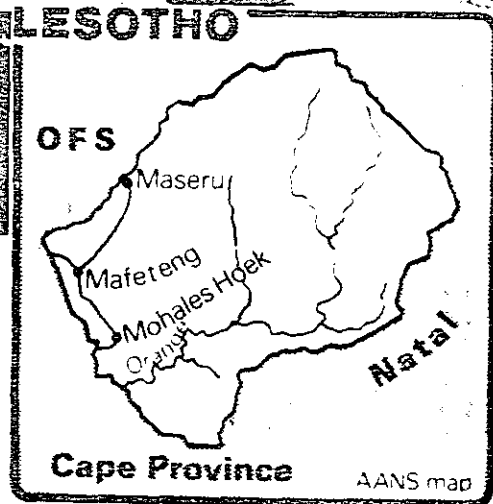 LESOTHO
OFS
Maseru
Mafeteng
Mohales Hoek
Orange
Natal
Cape Province
AANS map